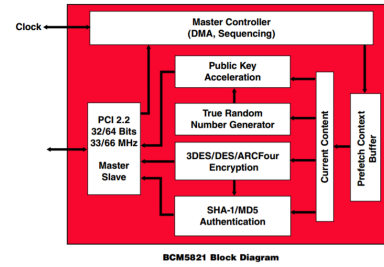 Clock
Master Controller
(DMA, Sequencing)
Public Key
Acceleration
PCI 2.2
32/64 Bits
33/66 MHz
Master
Slave
True Random
Number Generator
3DES/DES/ARCFour
Encryption
SHA-1/MD5
Authentication
Current Content
Prefetch Context
Buffer
BCM5821 Block Diagram